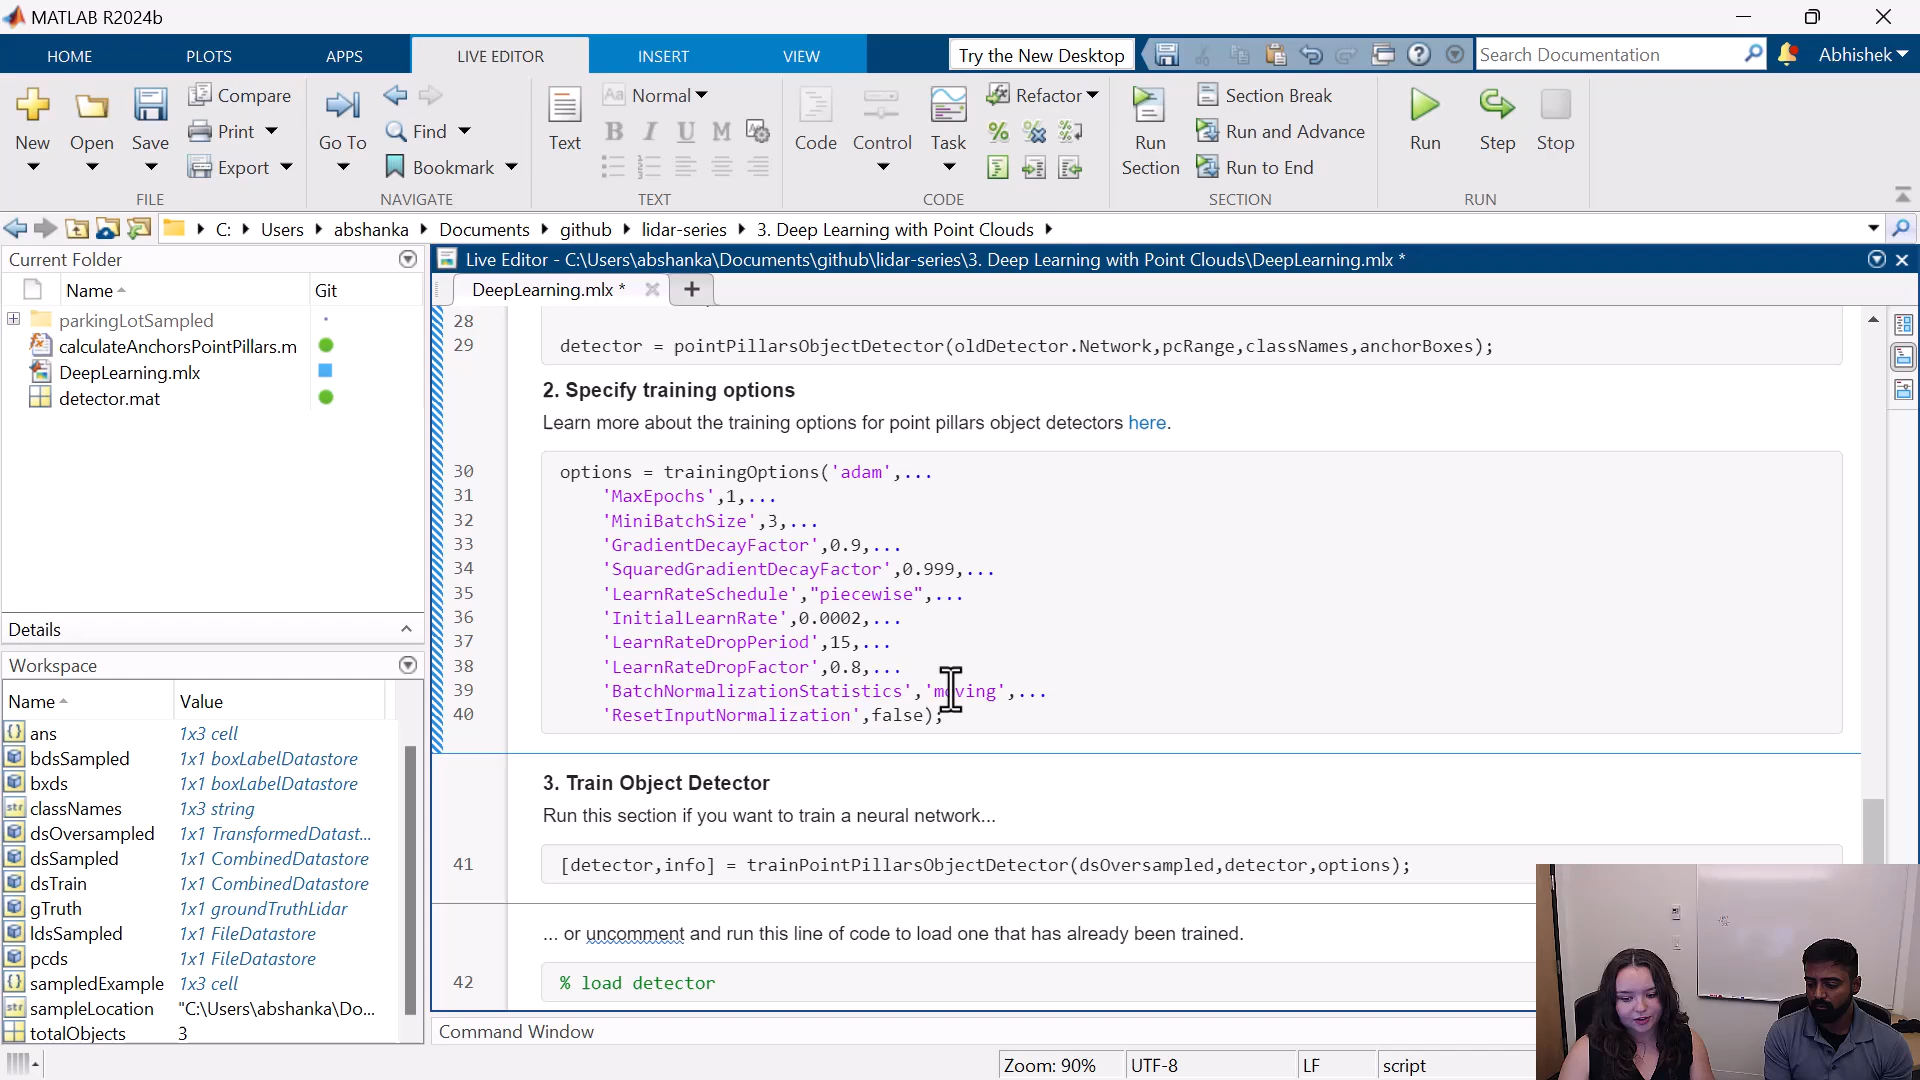 MATLAB R2024b
HOME PLOTS APPS LIVE EDITOR INSERT VIEW Try the New Desktop Search Documentation Abhishek
New Open Save Compare Print Export
FILE
Go To Find Bookmark
NAVIGATE
Text Aa Normal B I U M
TEXT
Code Control Task Refactor
CODE
Run Section Section Break Run and Advance Run to End
SECTION
Run Step Stop
RUN
C: Users abshanka Documents github lidar-series 3. Deep Learning with Point Clouds
Current Folder
Name Git
parkingLotSampled
calculateAnchorsPointPillars.m
DeepLearning.mlx
detector.mat
Details
Workspace
Name Value
ans 1x3 cell
bdsSampled 1x1 boxLabelDatastore
bxds 1x1 boxLabelDatastore
classNames 1x3 string
dsOversampled 1x1 TransformedDatast...
dsSampled 1x1 CombinedDatastore
dsTrain 1x1 CombinedDatastore
gTruth 1x1 groundTruthLidar
ldsSampled 1x1 FileDatastore
pcds 1x1 FileDatastore
sampledExample 1x3 cell
sampleLocation "C:\Users\abshanka\Do...
totalObjects 3
Live Editor - C:\Users\abshanka\Documents\github\lidar-series\3. Deep Learning with Point Clouds\DeepLearning.mlx *
DeepLearning.mlx *
28
29 detector = pointPillarsObjectDetector(oldDetector.Network,pcRange,classNames,anchorBoxes);
2. Specify training options
Learn more about the training options for point pillars object detectors here.
30 options = trainingOptions('adam',...
31 'MaxEpochs',1,...
32 'MiniBatchSize',3,...
33 'GradientDecayFactor',0.9,...
34 'SquaredGradientDecayFactor',0.999,...
35 'LearnRateSchedule',"piecewise",...
36 'InitialLearnRate',0.0002,...
37 'LearnRateDropPeriod',15,...
38 'LearnRateDropFactor',0.8,...
39 'BatchNormalizationStatistics','moving',...
40 'ResetInputNormalization',false);
3. Train Object Detector
Run this section if you want to train a neural network...
41 [detector,info] = trainPointPillarsObjectDetector(dsOversampled,detector,options);
... or uncomment and run this line of code to load one that has already been trained.
42 % load detector
Command Window
Zoom: 90% UTF-8 LF script